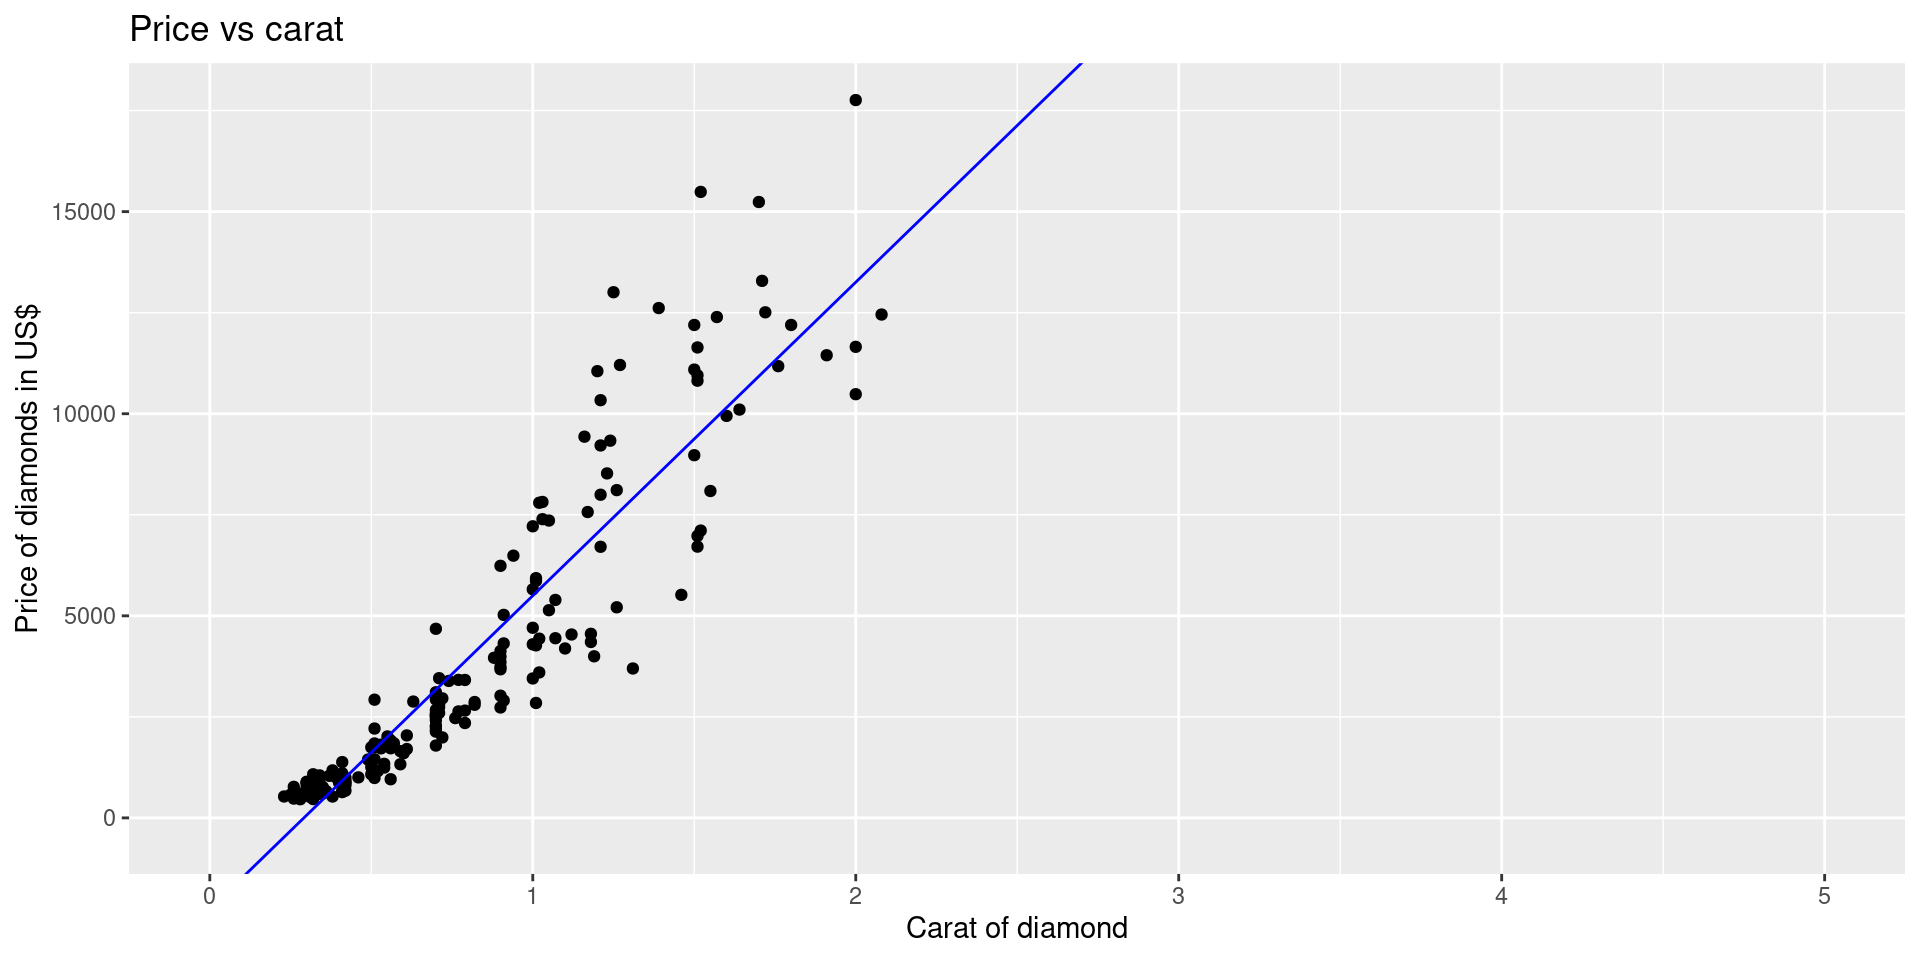 Price vs carat
Price of diamonds in US$
15000
10000
5000
0
0 1 2 3 4 5
Carat of diamond